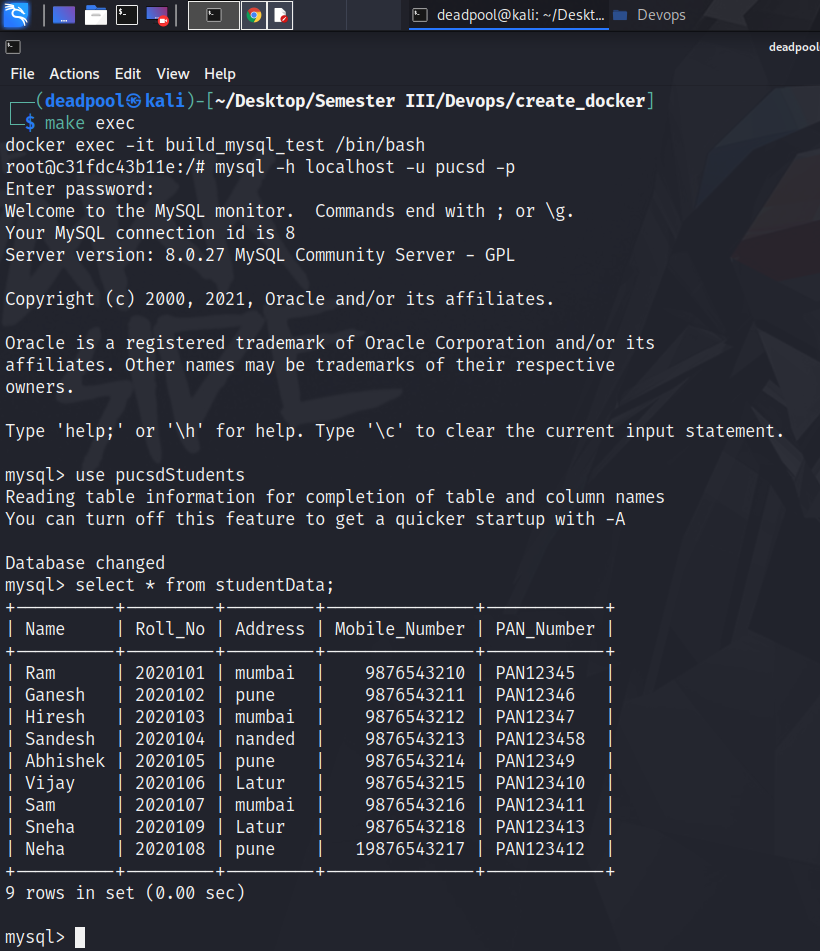 deadpool@kali: ~/Deskt...
Devops
deadpool
File Actions Edit View Help
┌──(deadpool㉿kali)-[~/Desktop/Semester III/Devops/create_docker]
└─$ make exec
docker exec -it build_mysql_test /bin/bash
root@c31fdc43b11e:/# mysql -h localhost -u pucsd -p
Enter password:
Welcome to the MySQL monitor.  Commands end with ; or \g.
Your MySQL connection id is 8
Server version: 8.0.27 MySQL Community Server - GPL
Copyright (c) 2000, 2021, Oracle and/or its affiliates.
Oracle is a registered trademark of Oracle Corporation and/or its
affiliates. Other names may be trademarks of their respective
owners.
Type 'help;' or '\h' for help. Type '\c' to clear the current input statement.
mysql> use pucsdStudents
Reading table information for completion of table and column names
You can turn off this feature to get a quicker startup with -A
Database changed
mysql> select * from studentData;
+----------+---------+---------+---------------+------------+
| Name     | Roll_No | Address | Mobile_Number | PAN_Number |
+----------+---------+---------+---------------+------------+
| Ram      | 2020101 | mumbai  |    9876543210 | PAN12345   |
| Ganesh   | 2020102 | pune    |    9876543211 | PAN12346   |
| Hiresh   | 2020103 | mumbai  |    9876543212 | PAN12347   |
| Sandesh  | 2020104 | nanded  |    9876543213 | PAN123458  |
| Abhishek | 2020105 | pune    |    9876543214 | PAN12349   |
| Vijay    | 2020106 | Latur   |    9876543215 | PAN123410  |
| Sam      | 2020107 | mumbai  |    9876543216 | PAN123411  |
| Sneha    | 2020109 | Latur   |    9876543218 | PAN123413  |
| Neha     | 2020108 | pune    |   19876543217 | PAN123412  |
+----------+---------+---------+---------------+------------+
9 rows in set (0.00 sec)
mysql>